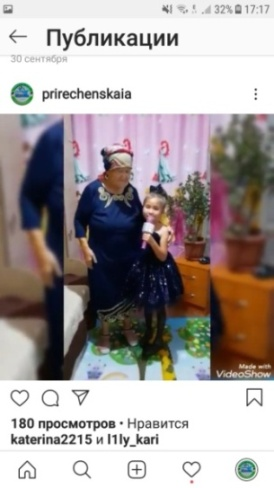 32% 17:17
Публикации
30 сентября
prirechenskaia
Made with
VideoShow
180 просмотров • Нравится
katerina2215 и l1ly_kari